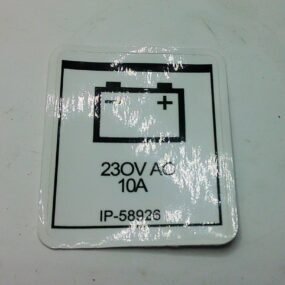 - +
230V AC
10A
IP-58926